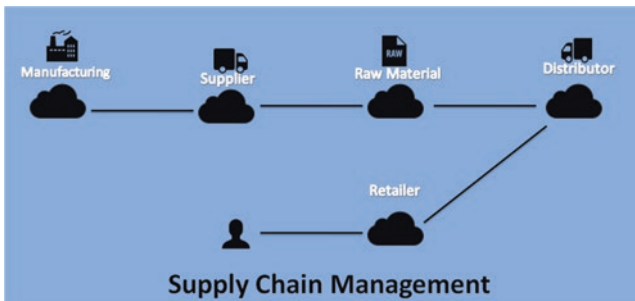 Manufacturing
Supplier
RAW
Raw Material
Distributor
Retailer
Supply Chain Management